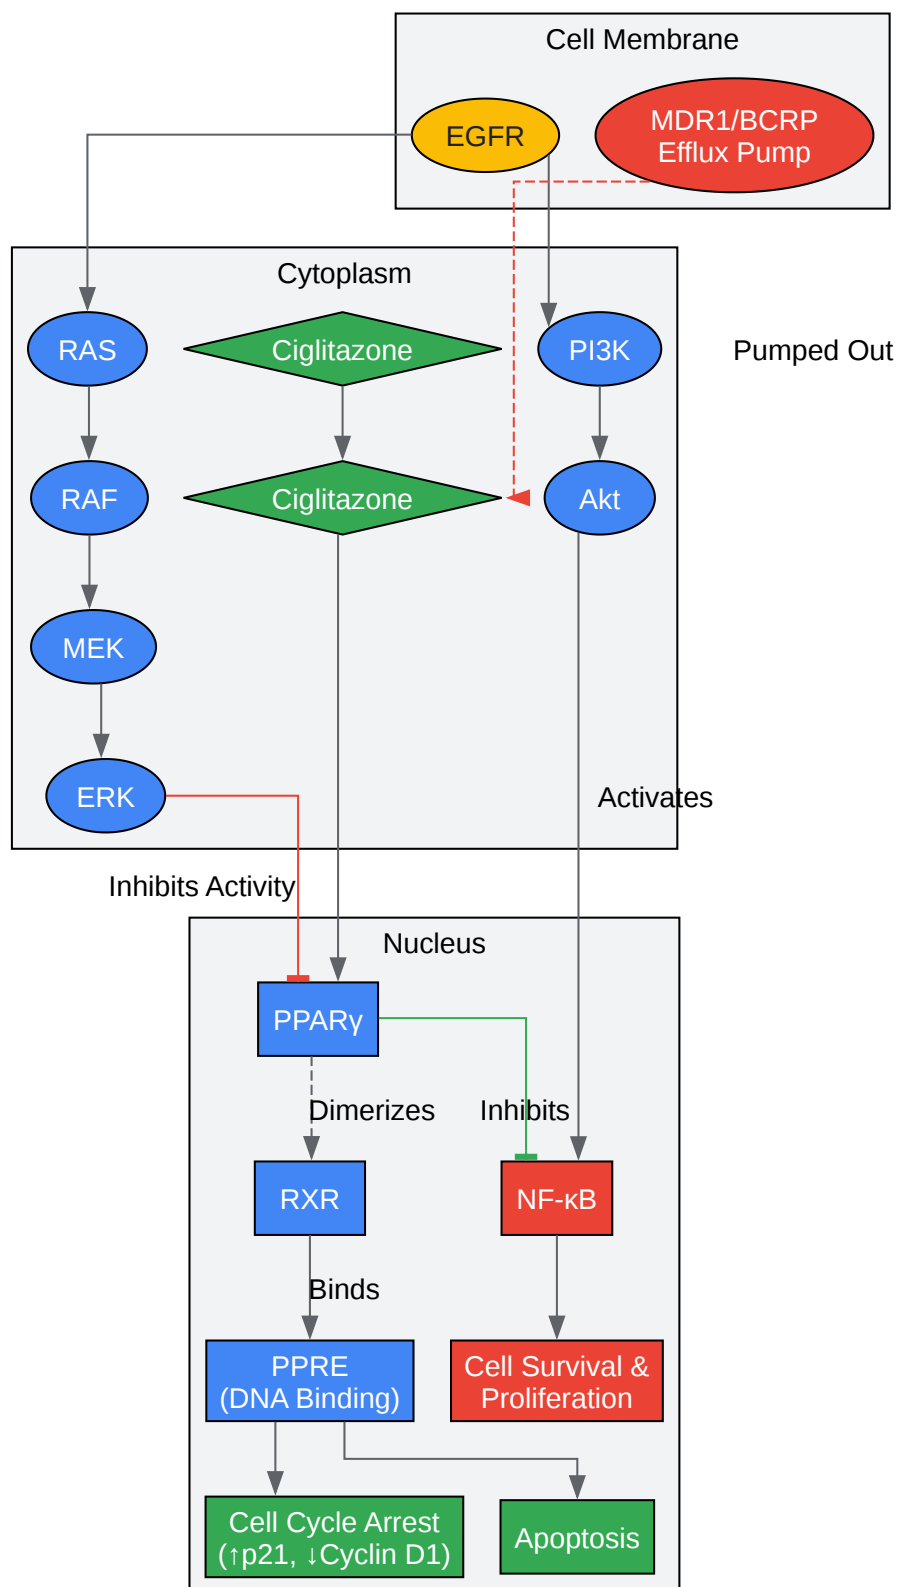 Cell Membrane
EGFR
MDR1/BCRP
Efflux Pump
Cytoplasm
RAS
Ciglitazone
PI3K
Pumped Out
RAF
Ciglitazone
Akt
MEK
ERK
Activates
Inhibits Activity
Nucleus
PPARγ
Dimerizes
Inhibits
RXR
NF-κB
Binds
PPRE
(DNA Binding)
Cell Survival &
Proliferation
Cell Cycle Arrest
(↑p21, ↓Cyclin D1)
Apoptosis